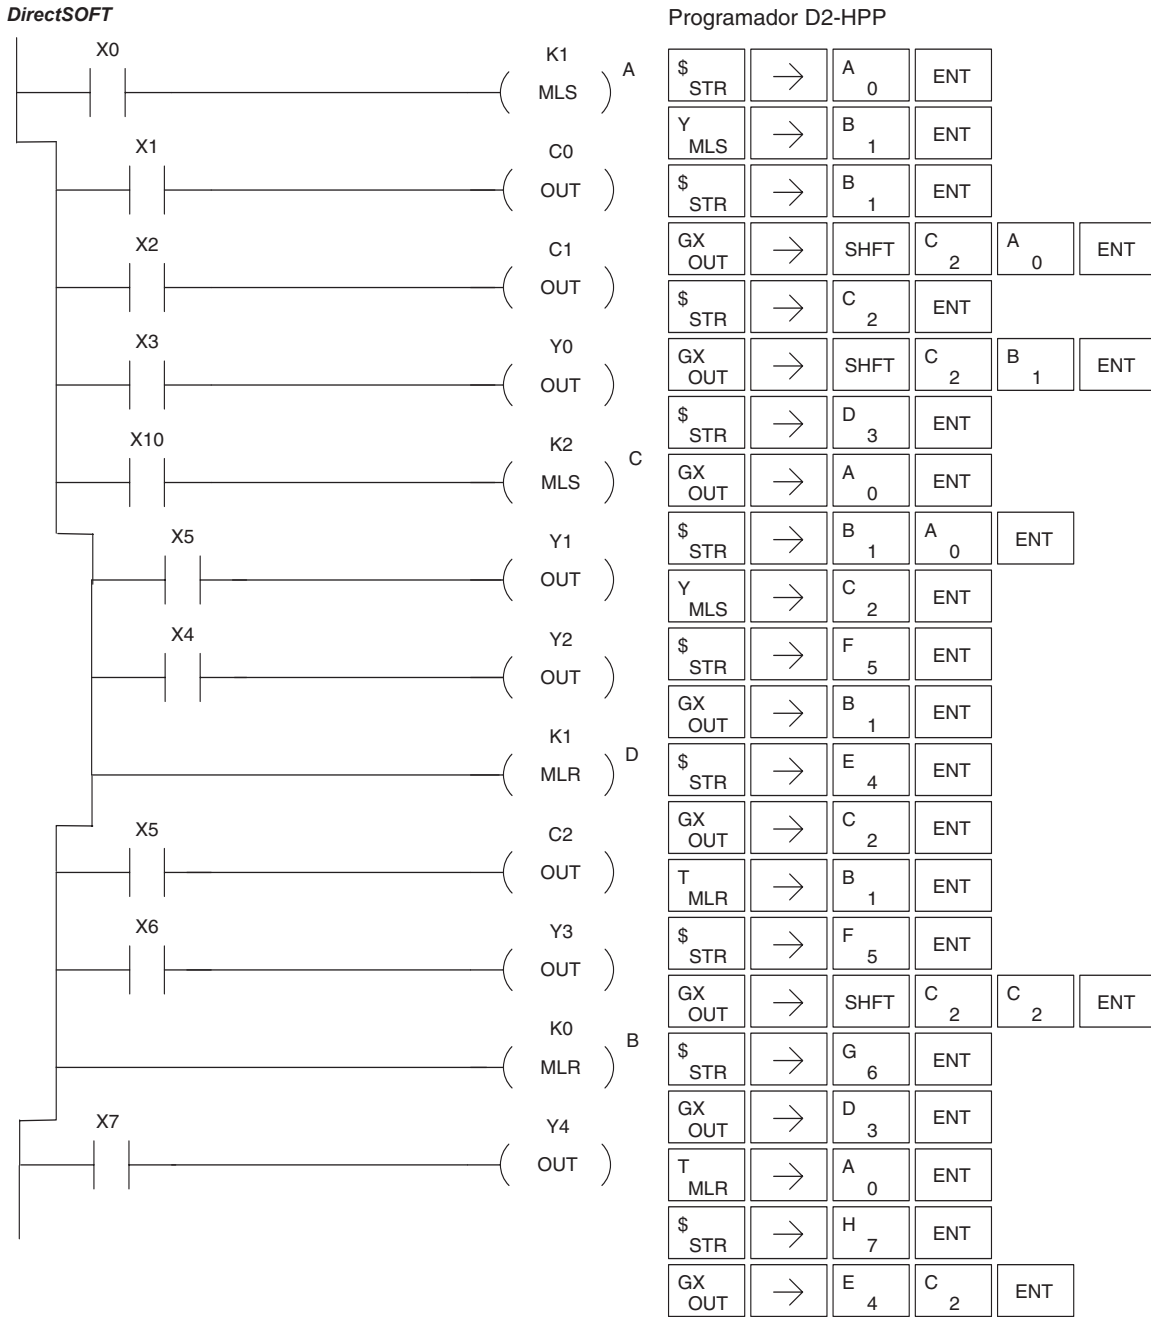 DirectSOFT
X0
K1
MLS
A
X1
C0
OUT
X2
C1
OUT
X3
Y0
OUT
X10
K2
MLS
C
X5
Y1
OUT
X4
Y2
OUT
K1
MLR
D
X5
C2
OUT
X6
Y3
OUT
K0
MLR
B
X7
Y4
OUT
Programador D2-HPP
$ STR → A 0 ENT
Y MLS → B 1 ENT
$ STR → B 1 ENT
GX OUT → SHFT C 2 A 0 ENT
$ STR → C 2 ENT
GX OUT → SHFT C 2 B 1 ENT
$ STR → D 3 ENT
GX OUT → A 0 ENT
$ STR → B 1 A 0 ENT
Y MLS → C 2 ENT
$ STR → F 5 ENT
GX OUT → B 1 ENT
$ STR → E 4 ENT
GX OUT → C 2 ENT
T MLR → B 1 ENT
$ STR → F 5 ENT
GX OUT → SHFT C 2 C 2 ENT
$ STR → G 6 ENT
GX OUT → D 3 ENT
T MLR → A 0 ENT
$ STR → H 7 ENT
GX OUT → E 4 C 2 ENT